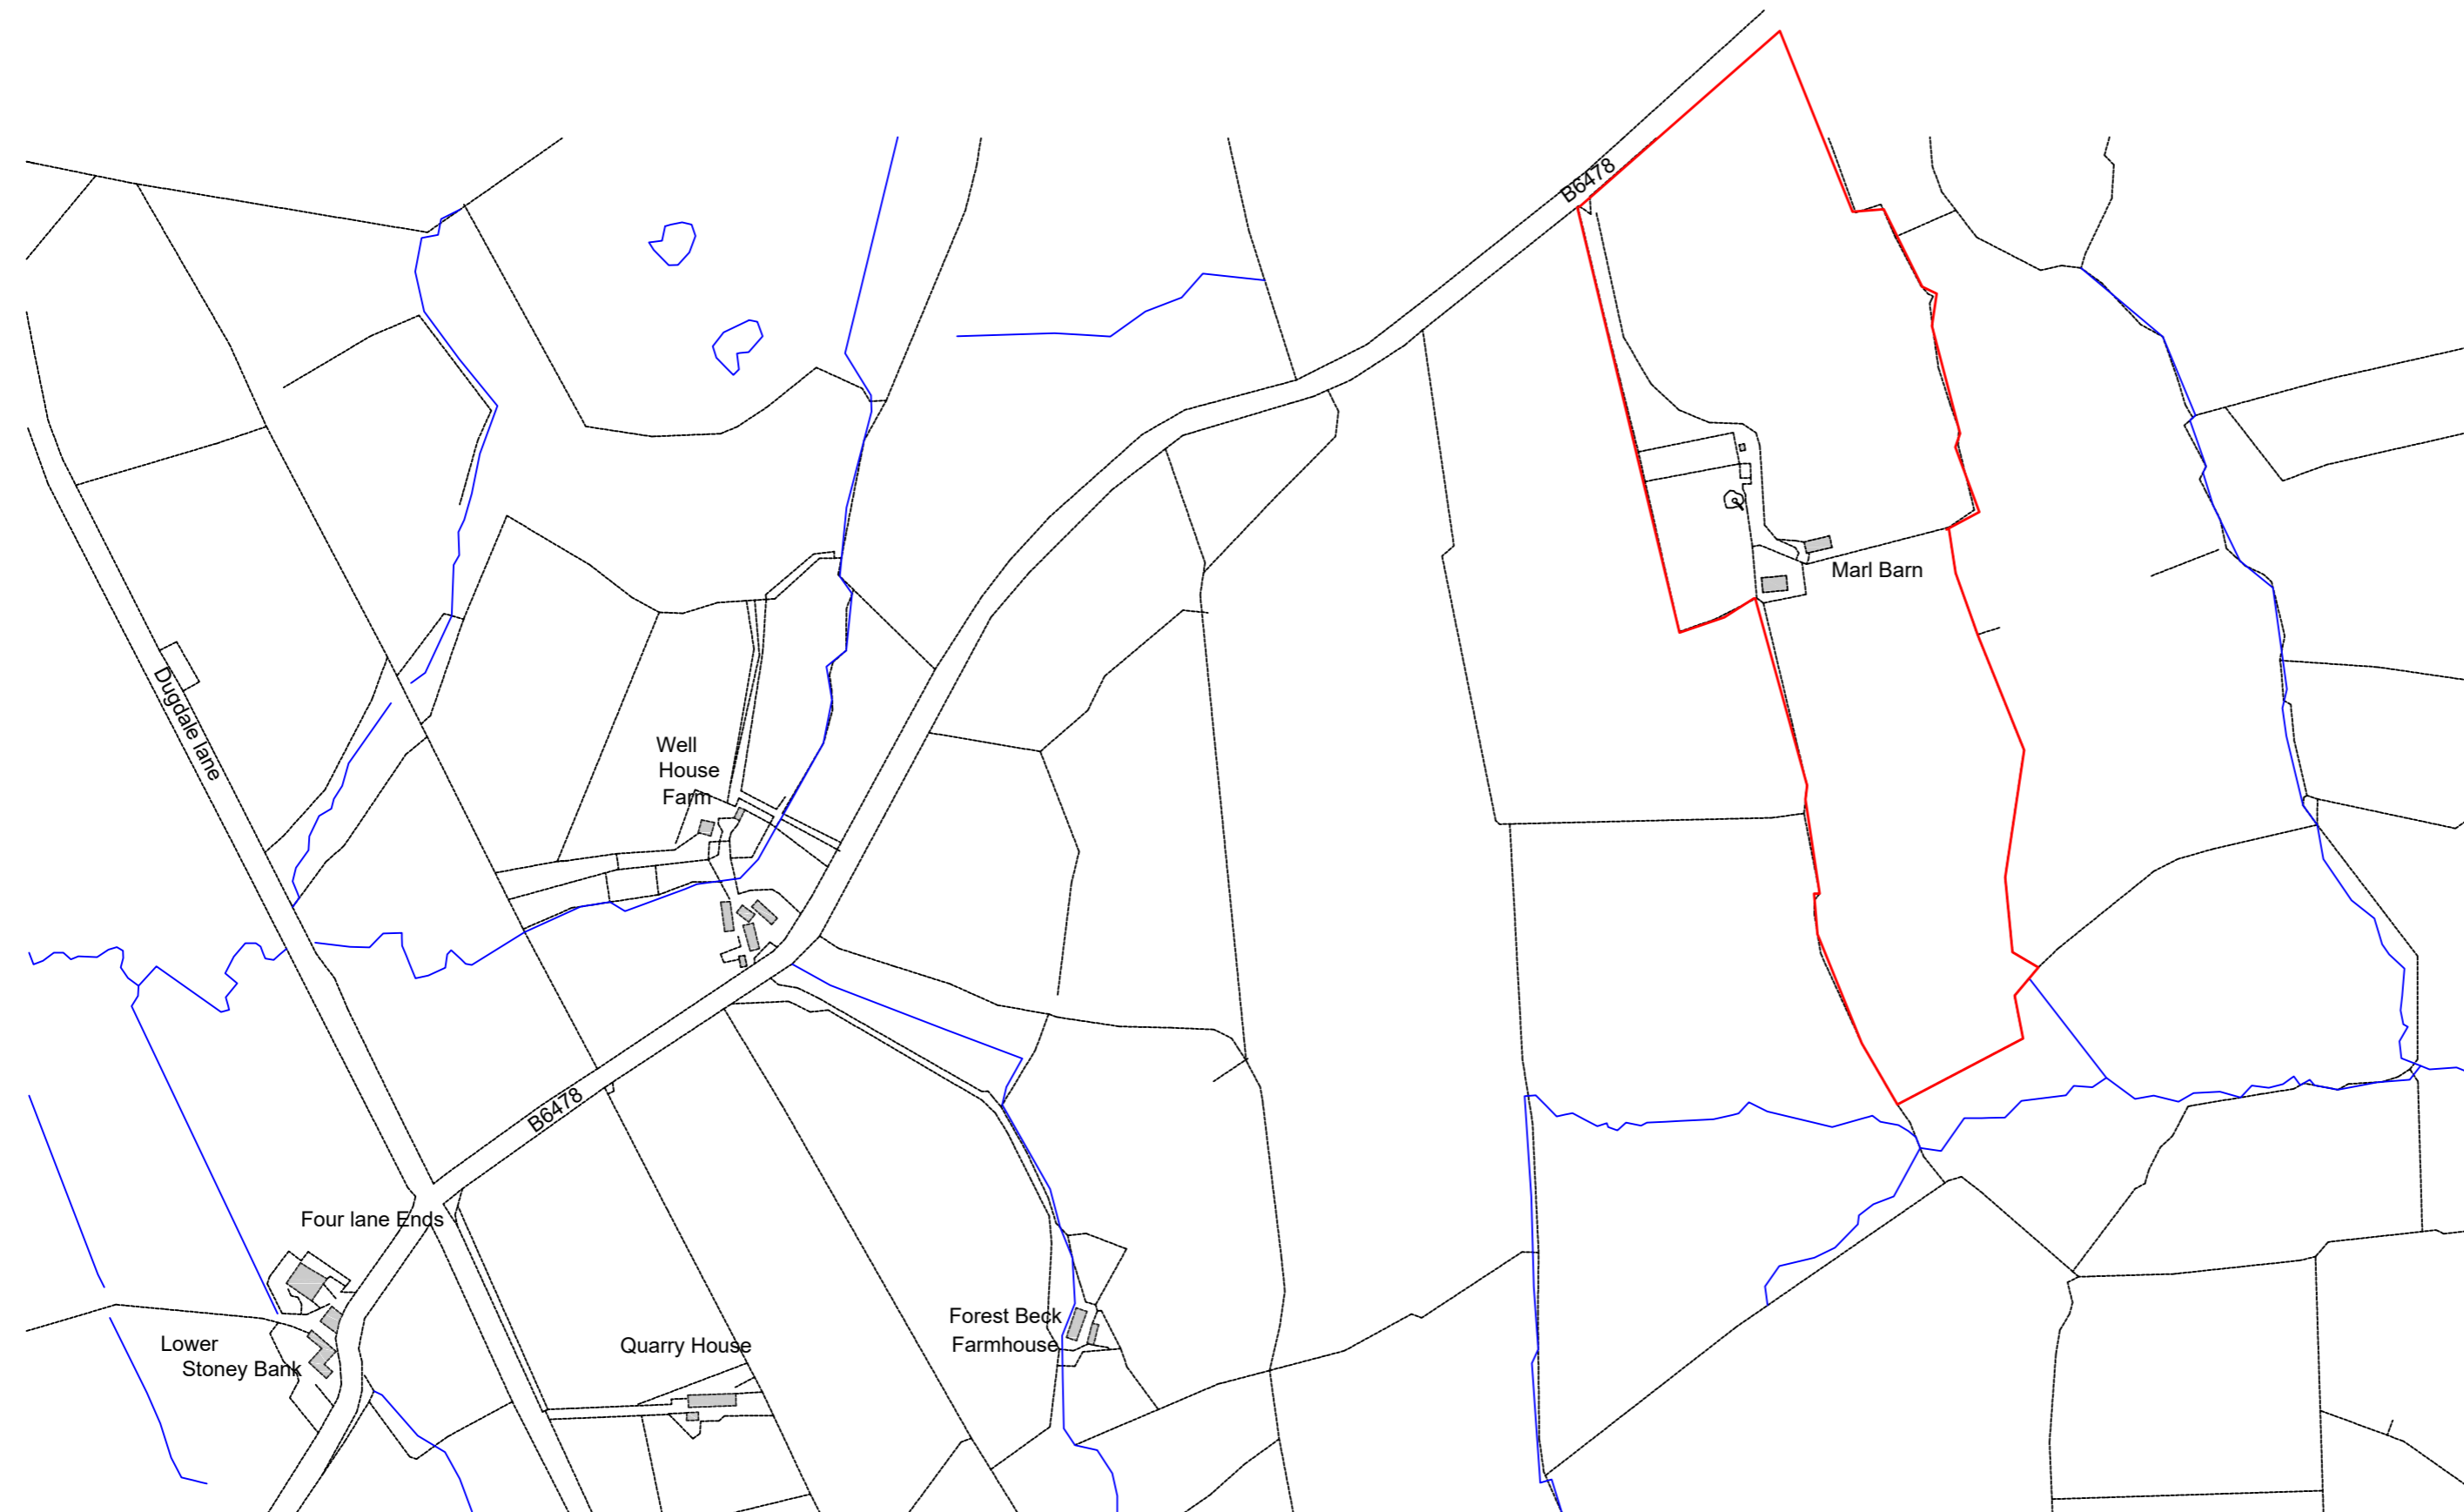 B6478
Marl Barn
Dugdale lane
Well
House
Farm
B6478
Four lane Ends
Forest Beck
Farmhouse
Lower
Stoney Bank
Quarry House